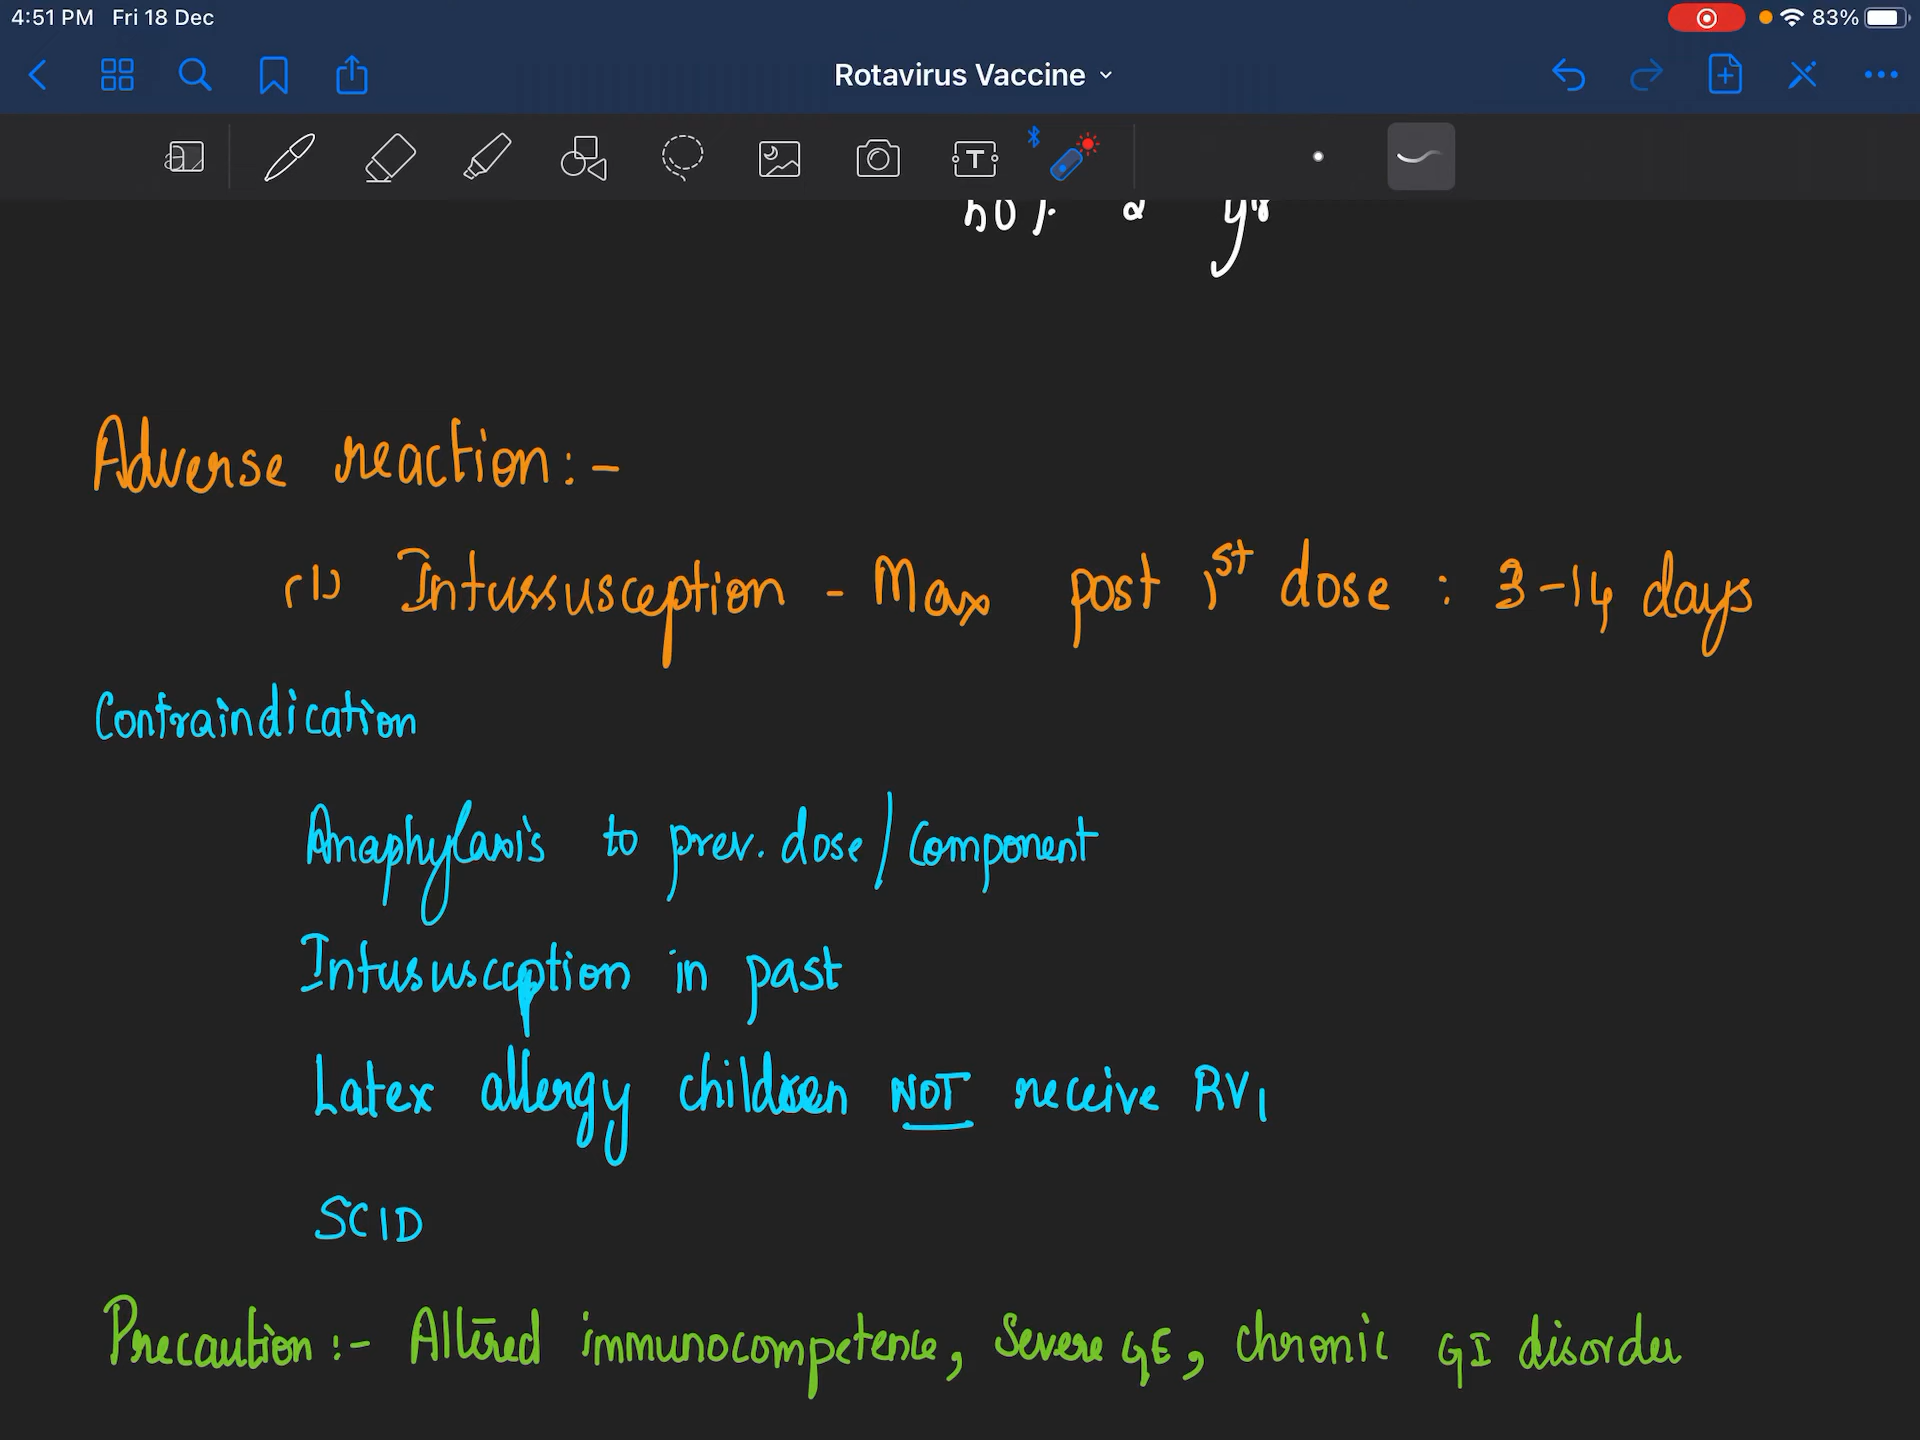 4:51 PM Fri 18 Dec 83%
Rotavirus Vaccine
yr
Adverse reaction:-
(1) Intussusception - Max post 1st dose : 3-14 days
Contraindication
Anaphylaxis to prev. dose/component
Intususception in past
Latex allergy children NOT receive RV1
SCID
Precaution :- Altered immunocompetence, Severe GE, chronic GI disorder